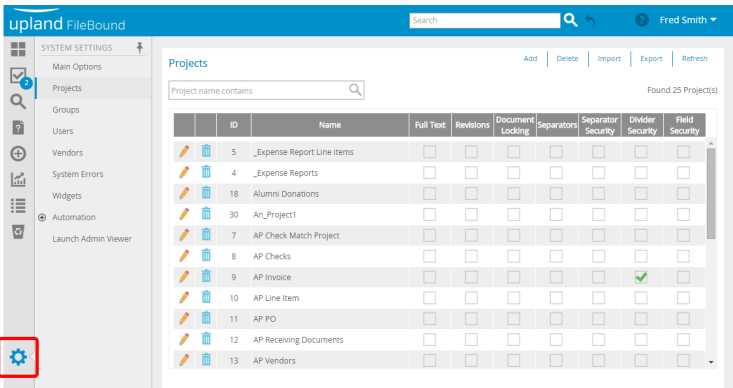 upland FileBound
Search
? Fred Smith
SYSTEM SETTINGS
Main Options
2
Projects
Groups
Users
Vendors
System Errors
Widgets
Automation
Launch Admin Viewer
Projects
Add Delete Import Export Refresh
Project name contains
Found 25 Project(s)
ID Name Full Text Revisions Document Locking Separators Separator Security Divider Security Field Security
5 _Expense Report Line items
4 _Expense Reports
18 Alumni Donations
30 An_Project1
7 AP Check Match Project
8 AP Checks
9 AP Invoice
10 AP Line Item
11 AP PO
12 AP Receiving Documents
13 AP Vendors